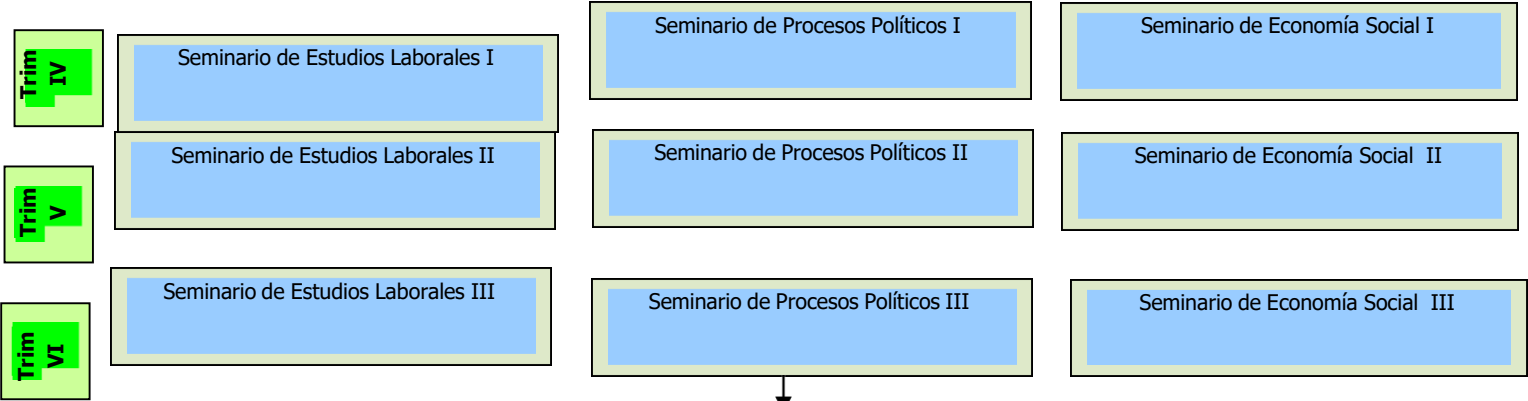 Trim
IV
Seminario de Estudios Laborales I
Seminario de Procesos Políticos I
Seminario de Economía Social I
Trim
V
Seminario de Estudios Laborales II
Seminario de Procesos Políticos II
Seminario de Economía Social  II
Trim
VI
Seminario de Estudios Laborales III
Seminario de Procesos Políticos III
Seminario de Economía Social  III